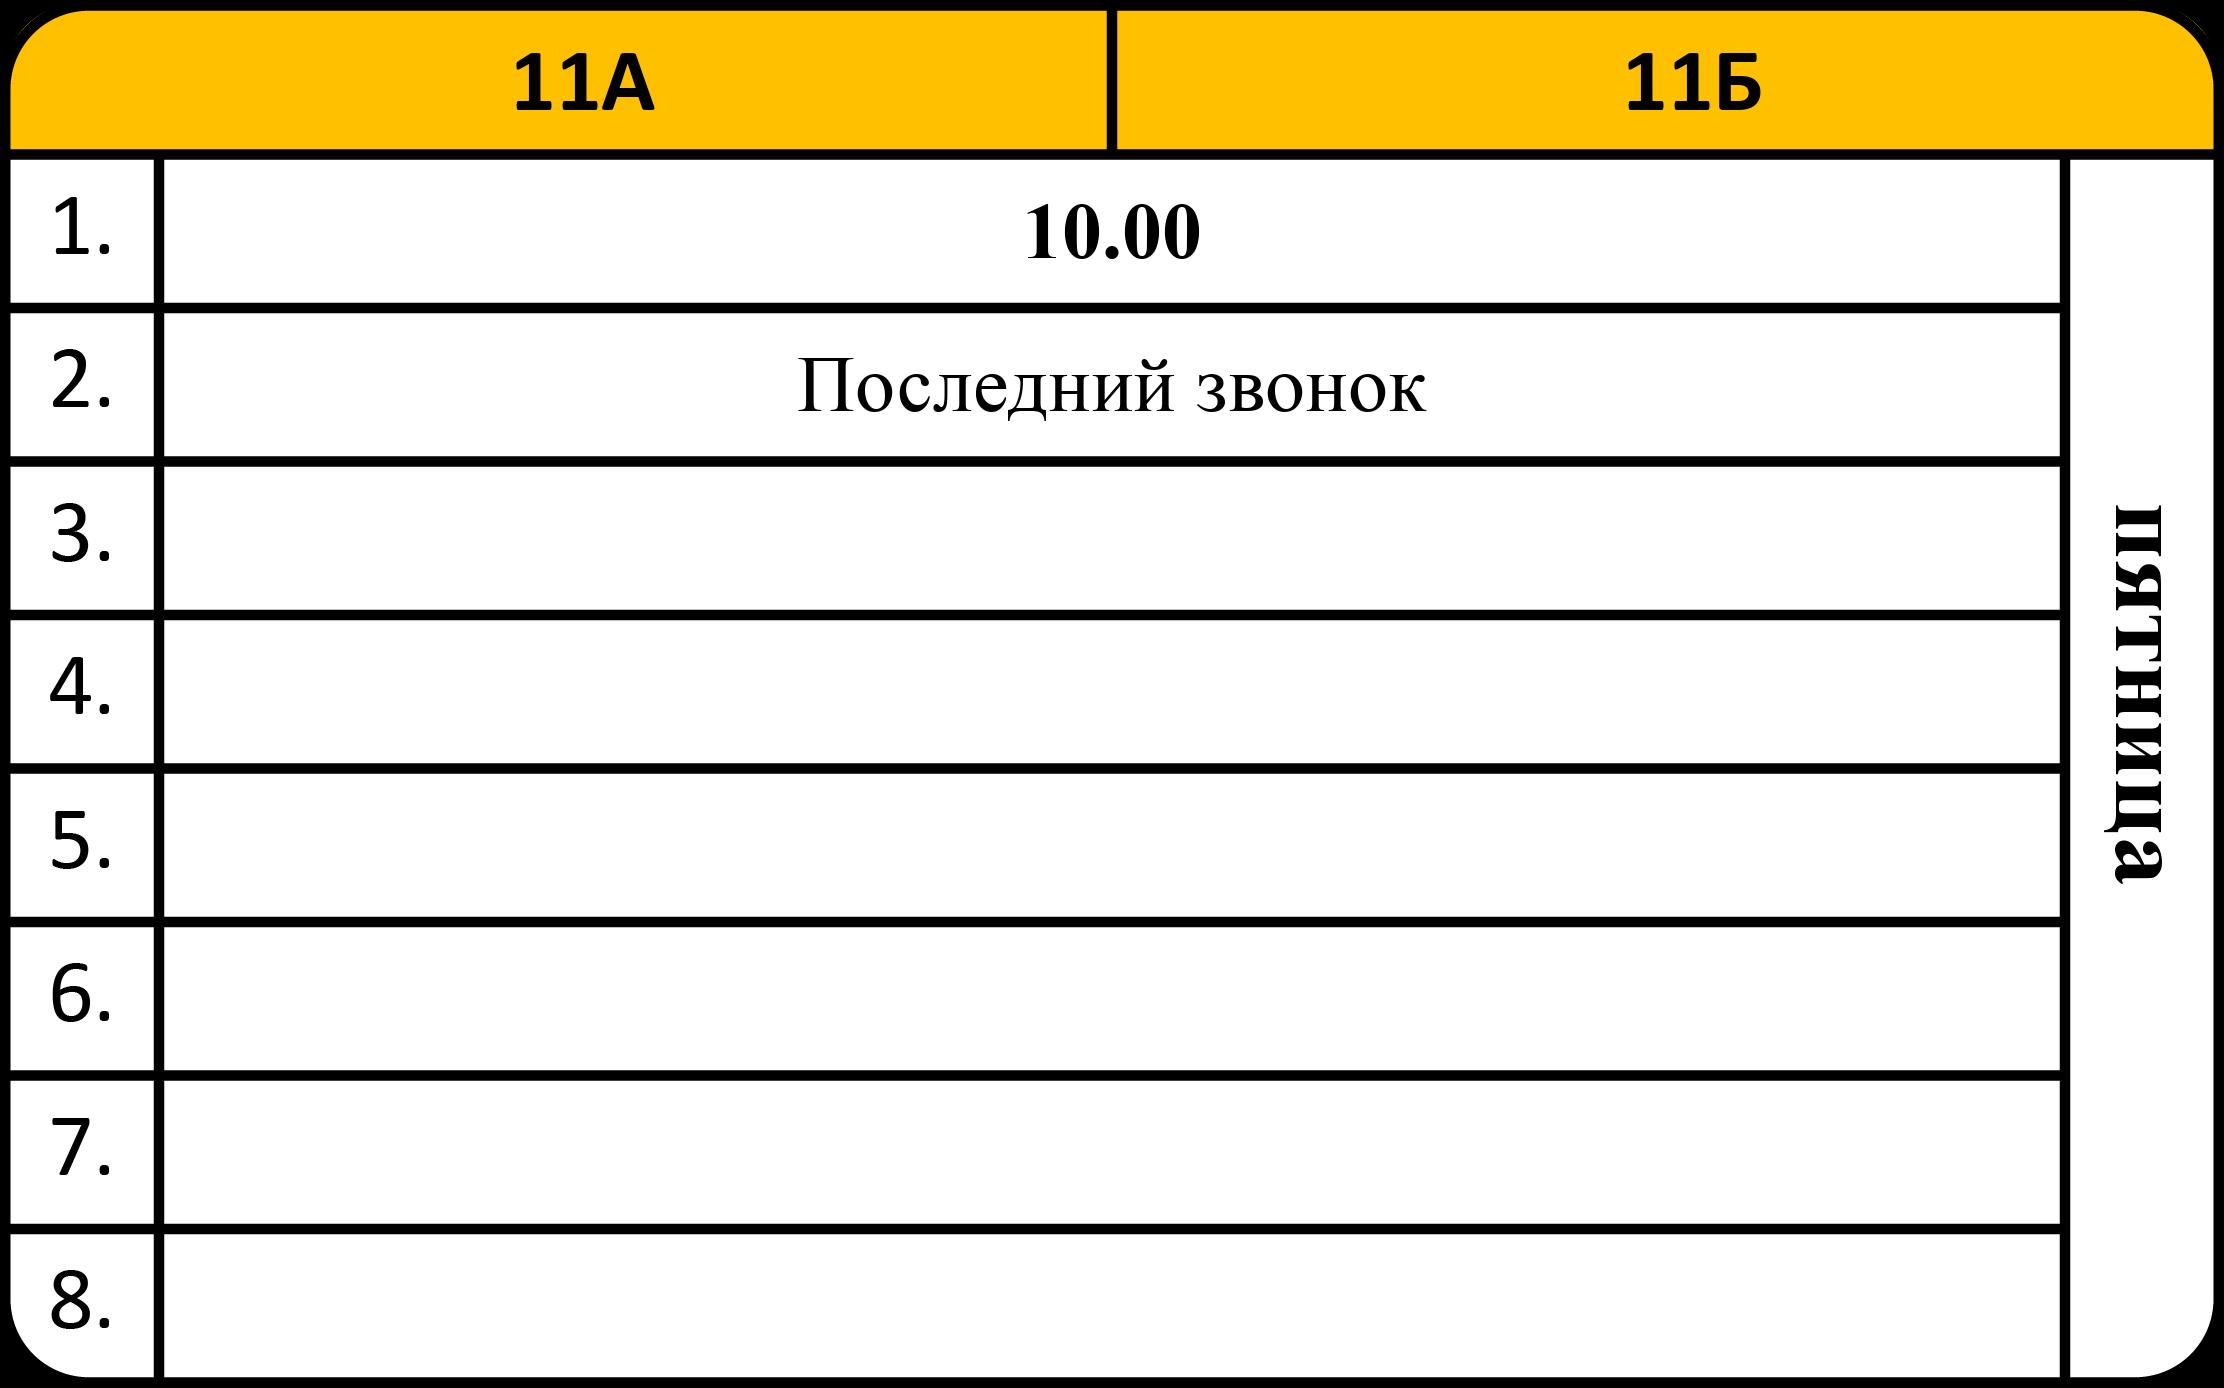 11А 11Б
1. 10.00
2. Последний звонок
3.
4.
5.
6.
7.
8.
пятница